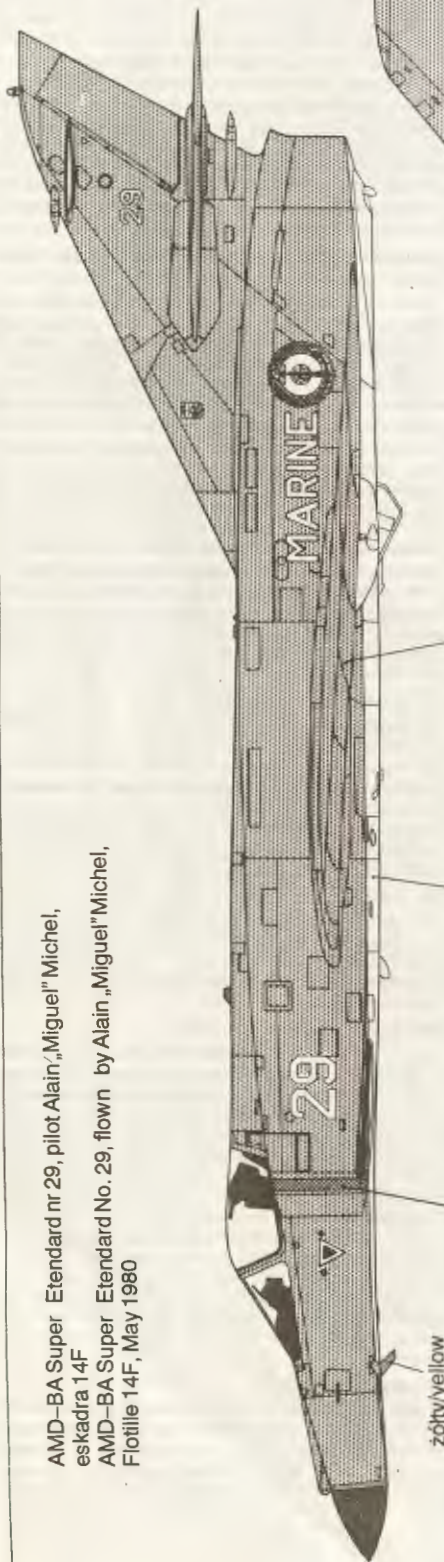 AMD–BA Super Etendard nr 29, pilot Alain „Miguel” Michel,
eskadra 14F
AMD–BA Super Etendard No. 29, flown by Alain „Miguel” Michel,
Flotille 14F, May 1980
29
MARINE
29
żółty/yellow